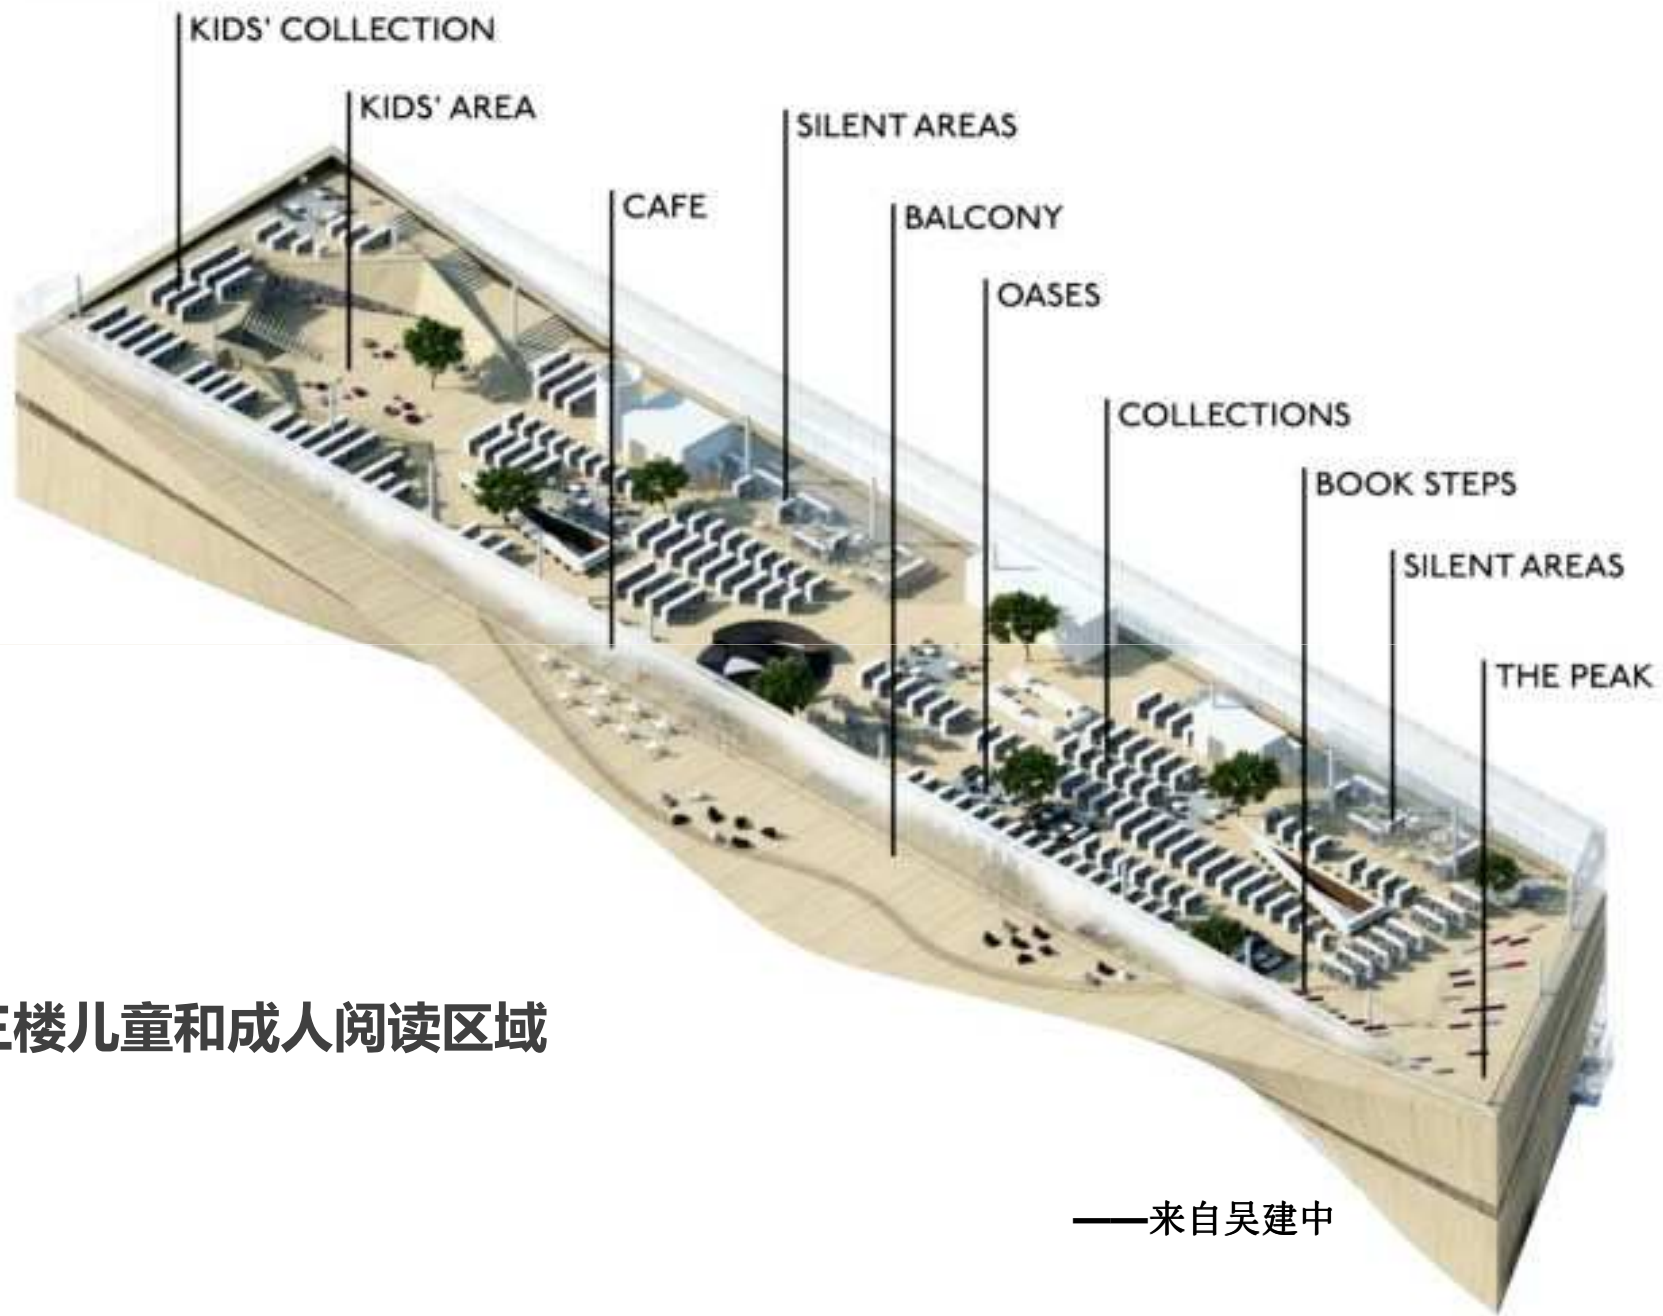 KIDS' COLLECTION
KIDS' AREA
SILENT AREAS
CAFE
BALCONY
OASES
COLLECTIONS
BOOK STEPS
SILENT AREAS
THE PEAK
楼儿童和成人阅读区域
——来自吴建中